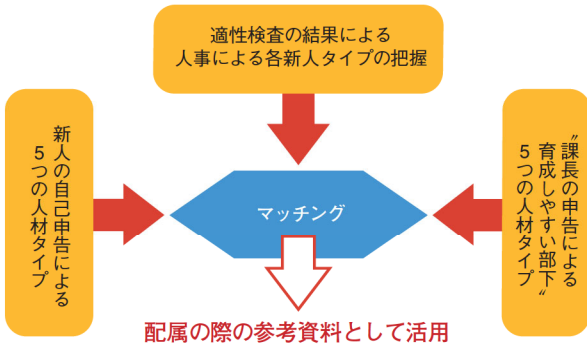 適性検査の結果による
人事による各新人タイプの把握
新人の自己申告による
５つの人材タイプ
マッチング
課長の申告による
〝育成しやすい部下〟
５つの人材タイプ
配属の際の参考資料として活用